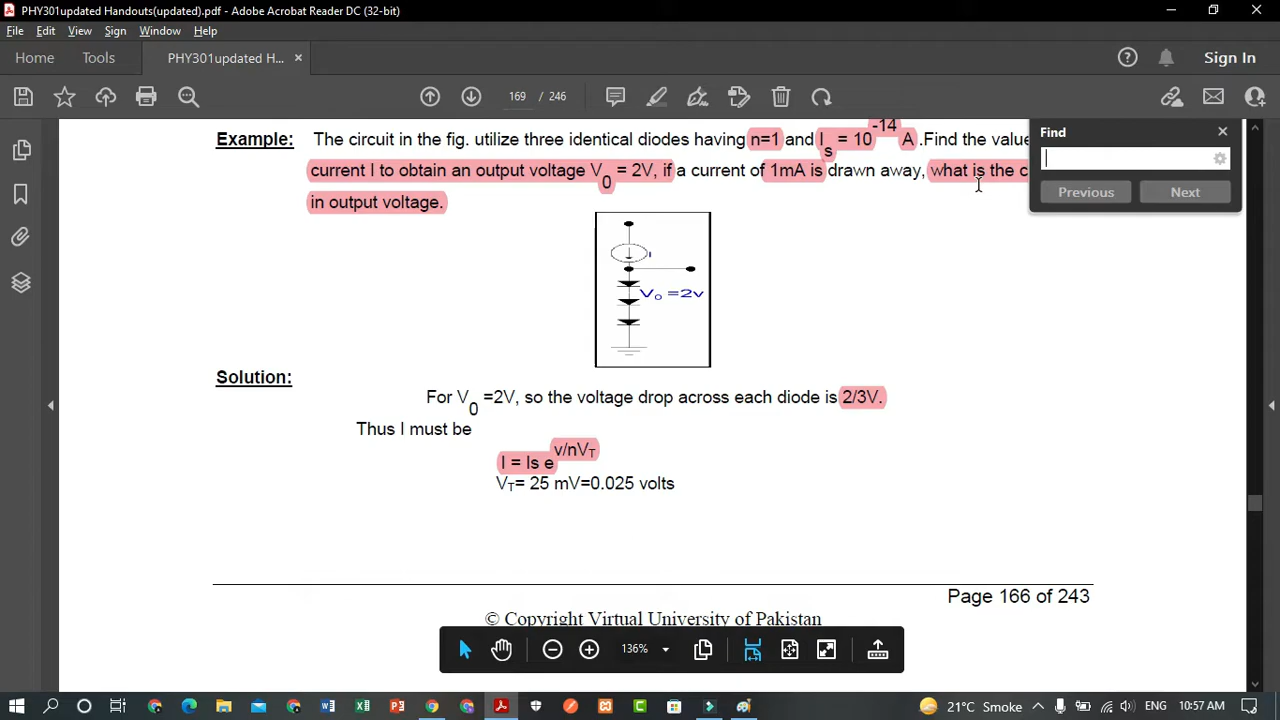 PHY301updated Handouts(updated).pdf - Adobe Acrobat Reader DC (32-bit)
File Edit View Sign Window Help
Home Tools PHY301updated H... × Sign In
169 / 246
Find
Previous Next
Example: The circuit in the fig. utilize three identical diodes having n=1 and Is = 10-14 A .Find the value
current I to obtain an output voltage V0 = 2V, if a current of 1mA is drawn away, what is the c
in output voltage.
I
Vo =2v
Solution:
For V0 =2V, so the voltage drop across each diode is 2/3V.
Thus I must be
I = Is e v/nVT
VT= 25 mV=0.025 volts
Page 166 of 243
© Copyright Virtual University of Pakistan
136%
21°C Smoke ENG 10:57 AM